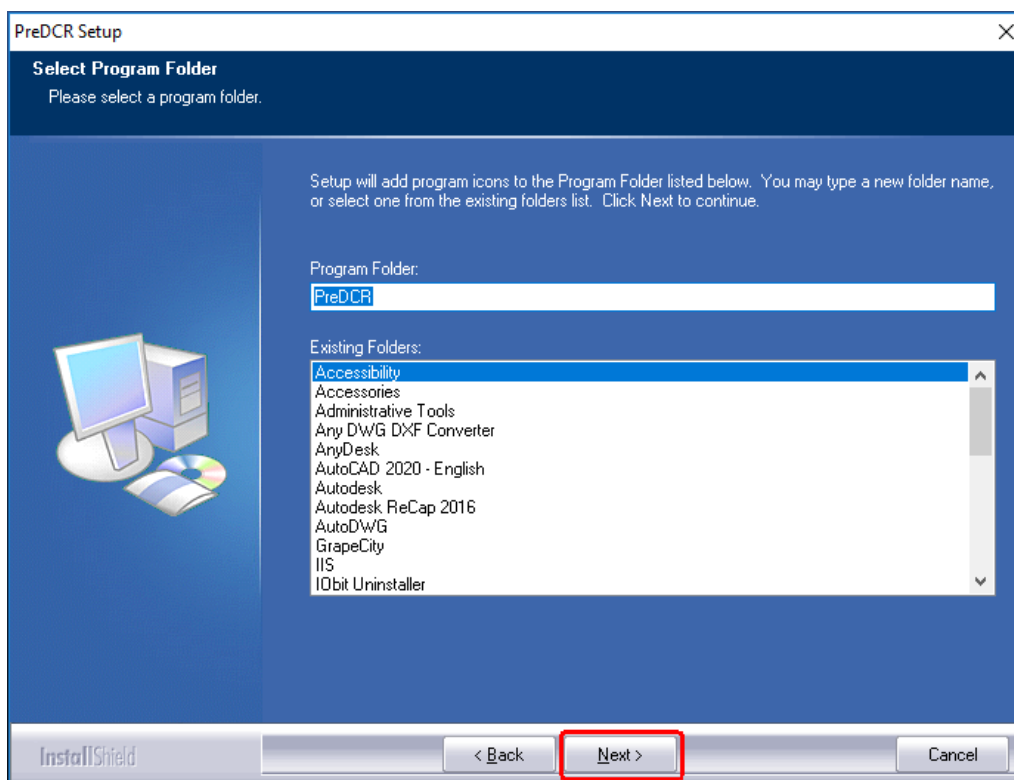 PreDCR Setup
Select Program Folder
Please select a program folder.
Setup will add program icons to the Program Folder listed below.  You may type a new folder name,
or select one from the existing folders list.  Click Next to continue.
Program Folder:
PreDCR
Existing Folders:
Accessibility
Accessories
Administrative Tools
Any DWG DXF Converter
AnyDesk
AutoCAD 2020 - English
Autodesk
Autodesk ReCap 2016
AutoDWG
GrapeCity
IIS
IObit Uninstaller
InstallShield
< Back
Next >
Cancel